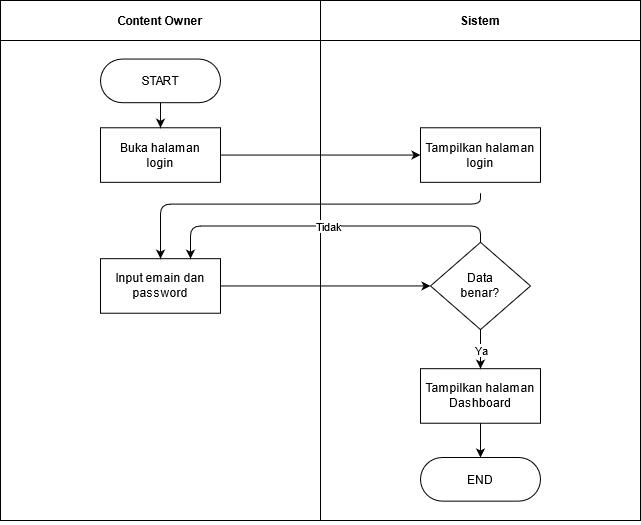 Content Owner
Sistem
START
Buka halaman
login
Tampilkan halaman
login
Tidak
Input emain dan
password
Data
benar?
Ya
Tampilkan halaman
Dashboard
END